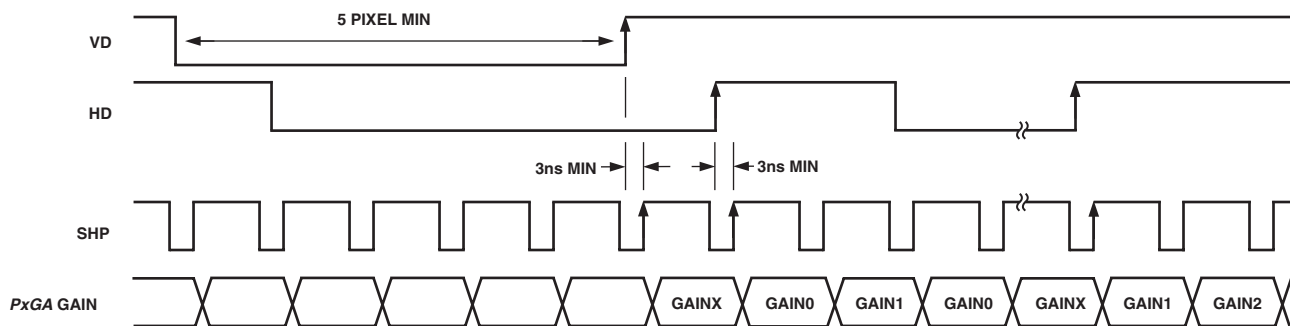 5 PIXEL MIN
VD
HD
3ns MIN
3ns MIN
SHP
PxGA GAIN
GAINX
GAIN0
GAIN1
GAIN0
GAINX
GAIN1
GAIN2